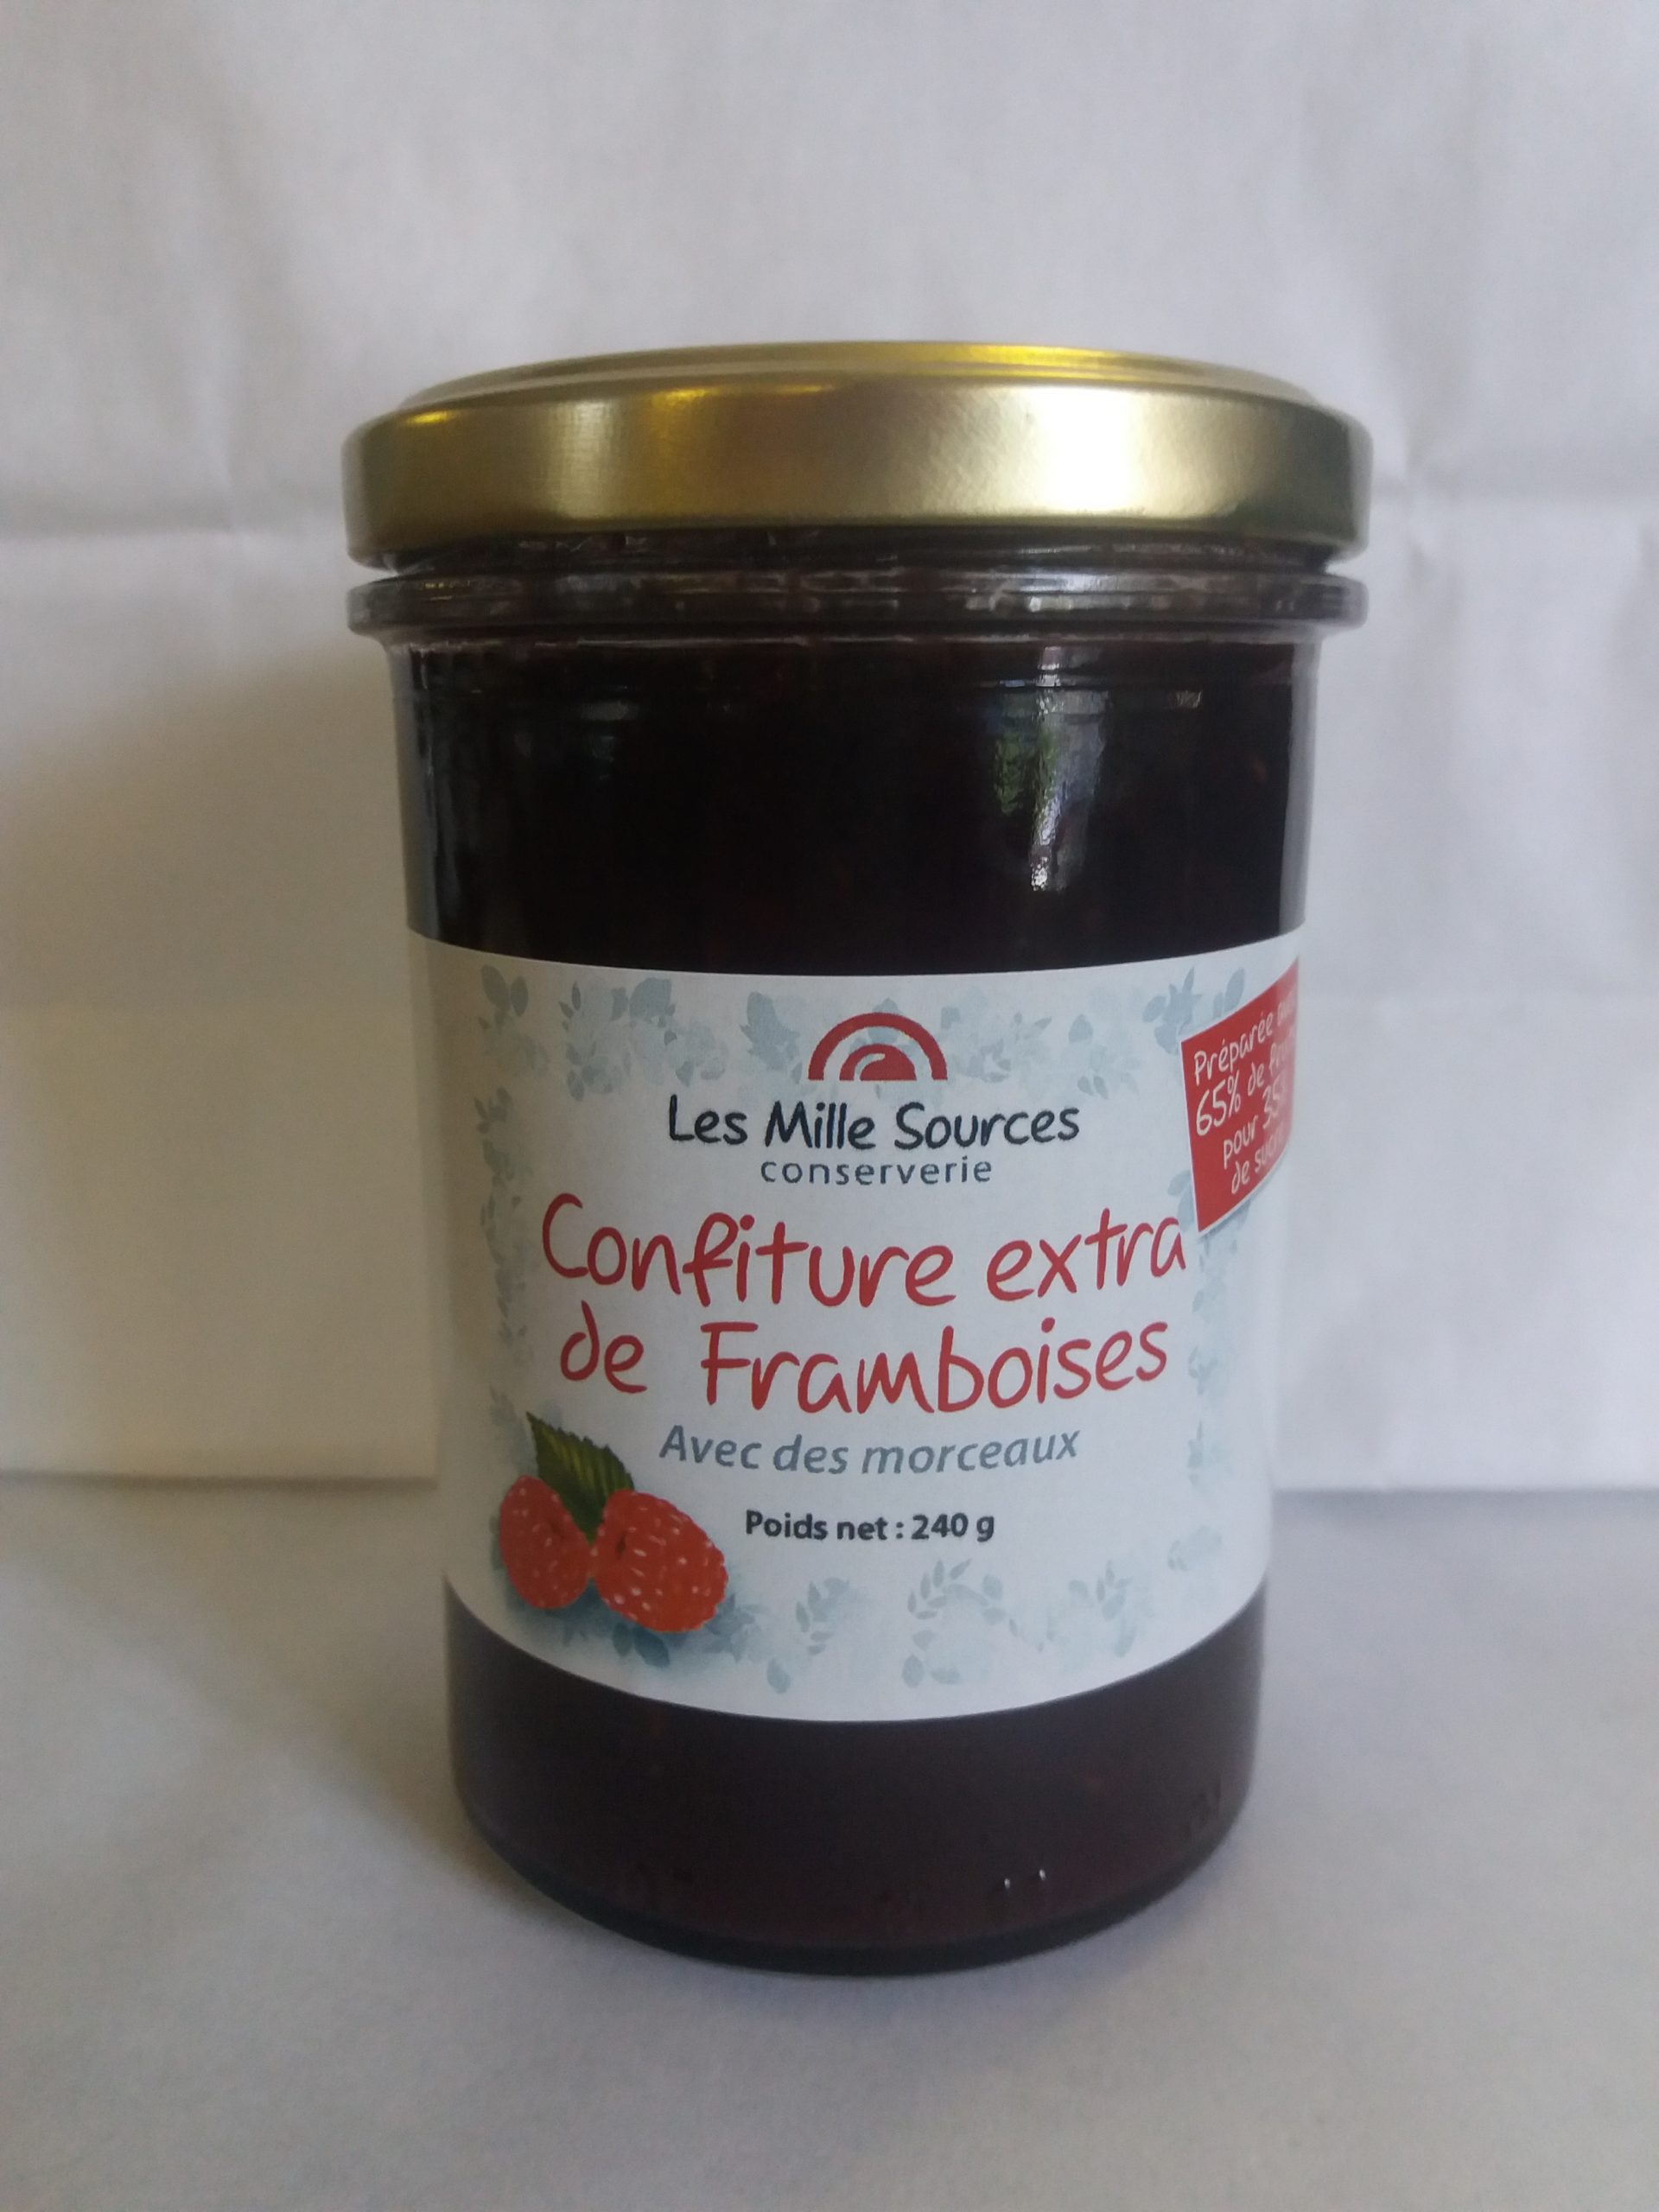 Les Mille Sources
conserverie
Confiture extra
de Framboises
Avec des morceaux
Poids net : 240 g
Préparée
65% de
pour
de